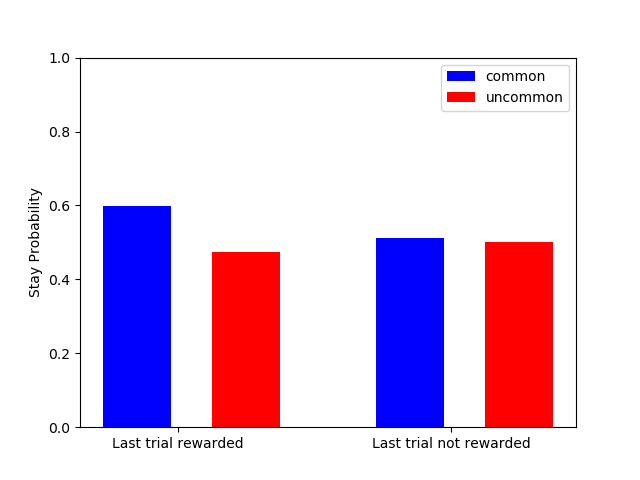 common
uncommon
Stay Probability
1.0
0.8
0.6
0.4
0.2
0.0
Last trial rewarded
Last trial not rewarded